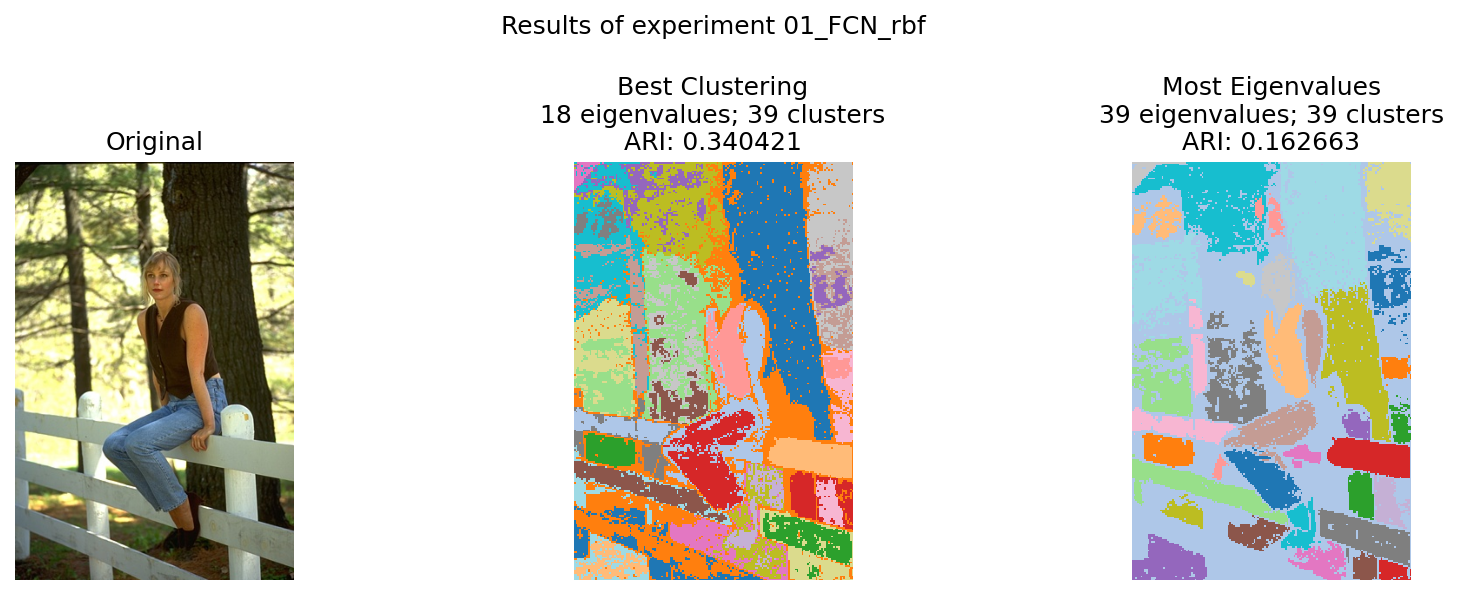 Results of experiment 01_FCN_rbf
Original
Best Clustering
18 eigenvalues; 39 clusters
ARI: 0.340421
Most Eigenvalues
39 eigenvalues; 39 clusters
ARI: 0.162663